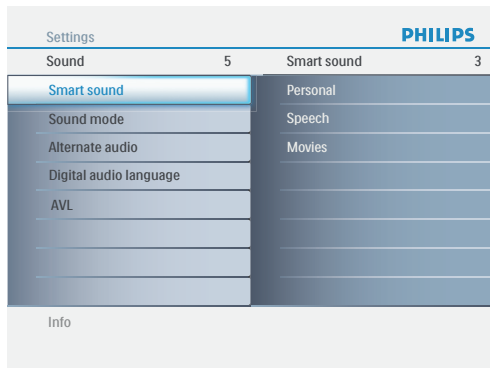 Settings
PHILIPS
Sound 5
Smart sound 3
Smart sound
Personal
Sound mode
Speech
Alternate audio
Movies
Digital audio language
AVL
Info